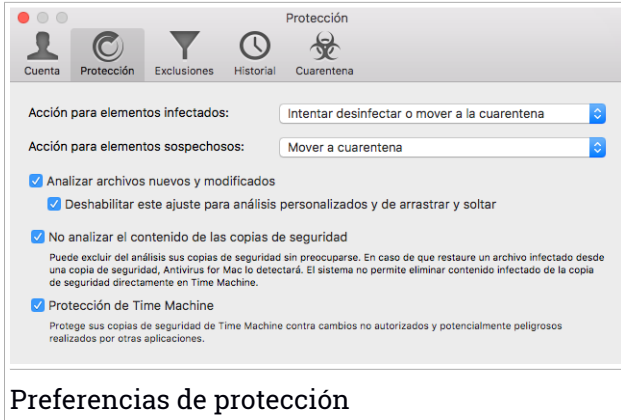 Protección
Cuenta Protección Exclusiones Historial Cuarentena
Acción para elementos infectados: Intentar desinfectar o mover a la cuarentena
Acción para elementos sospechosos: Mover a cuarentena
Analizar archivos nuevos y modificados
Deshabilitar este ajuste para análisis personalizados y de arrastrar y soltar
No analizar el contenido de las copias de seguridad
Puede excluir del análisis sus copias de seguridad sin preocuparse. En caso de que restaure un archivo infectado desde
una copia de seguridad, Antivirus for Mac lo detectará. El sistema no permite eliminar contenido infectado de la copia
de seguridad directamente en Time Machine.
Protección de Time Machine
Protege sus copias de seguridad de Time Machine contra cambios no autorizados y potencialmente peligrosos
realizados por otras aplicaciones.
Preferencias de protección